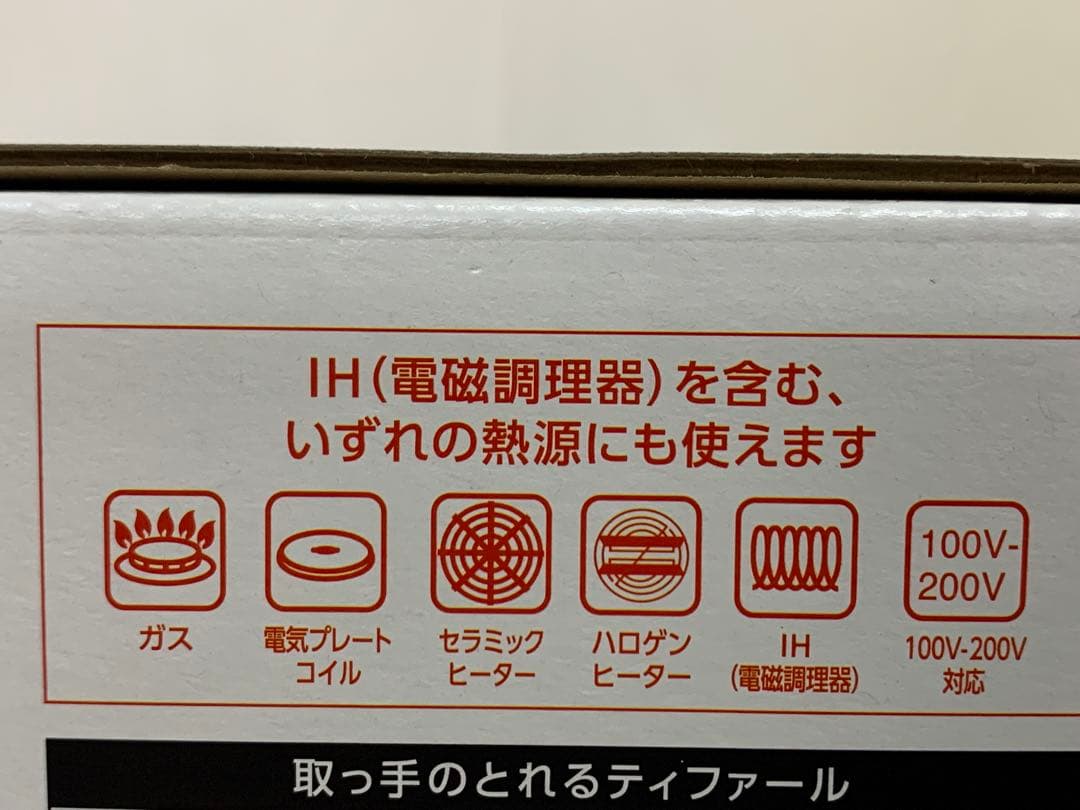 IH(電磁調理器)を含む、
いずれの熱源にも使えます
100V-
200V
ガス
電気プレート
コイル
セラミック
ヒーター
ハロゲン
ヒーター
IH
(電磁調理器)
100V-200V
対応
取っ手のとれるティファール